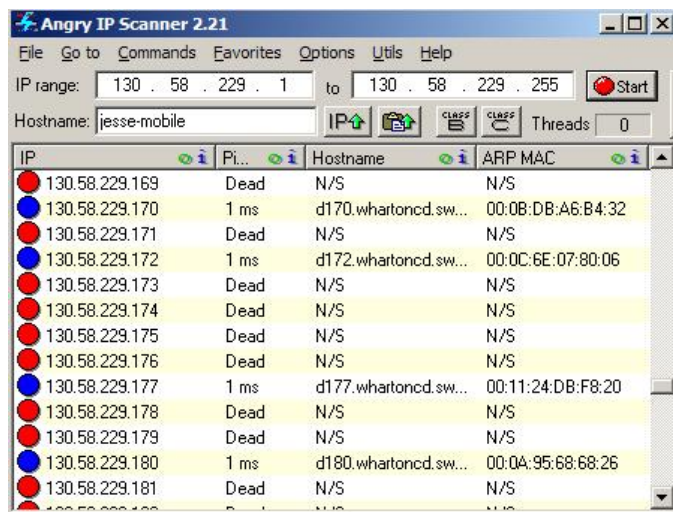 Angry IP Scanner 2.21
File Go to Commands Favorites Options Utils Help
IP range: 130 . 58 . 229 . 1 to 130 . 58 . 229 . 255 Start
Hostname: jesse-mobile IP CLASS B CLASS C Threads 0
IP Pi... Hostname ARP MAC
130.58.229.169 Dead N/S N/S
130.58.229.170 1 ms d170.whartoncd.sw... 00:0B:DB:A6:B4:32
130.58.229.171 Dead N/S N/S
130.58.229.172 1 ms d172.whartoncd.sw... 00:0C:6E:07:80:06
130.58.229.173 Dead N/S N/S
130.58.229.174 Dead N/S N/S
130.58.229.175 Dead N/S N/S
130.58.229.176 Dead N/S N/S
130.58.229.177 1 ms d177.whartoncd.sw... 00:11:24:DB:F8:20
130.58.229.178 Dead N/S N/S
130.58.229.179 Dead N/S N/S
130.58.229.180 1 ms d180.whartoncd.sw... 00:0A:95:68:68:26
130.58.229.181 Dead N/S N/S